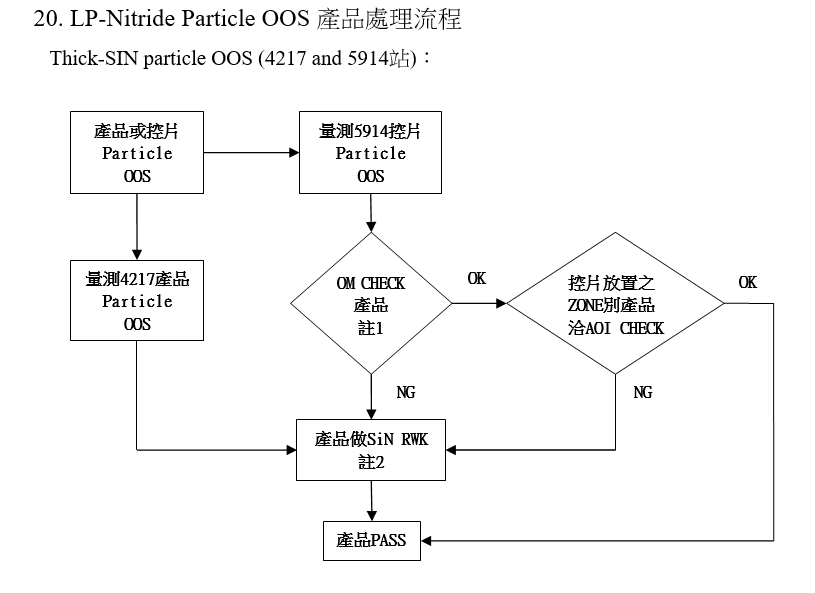 20. LP-Nitride Particle OOS 產品處理流程
Thick-SIN particle OOS (4217 and 5914站)：
產品或控片
Particle
OOS
量測5914控片
Particle
OOS
量測4217產品
Particle
OOS
OM CHECK
產品
註1
OK
控片放置之
ZONE別產品
洽AOI CHECK
OK
NG
NG
產品做SiN RWK
註2
產品PASS